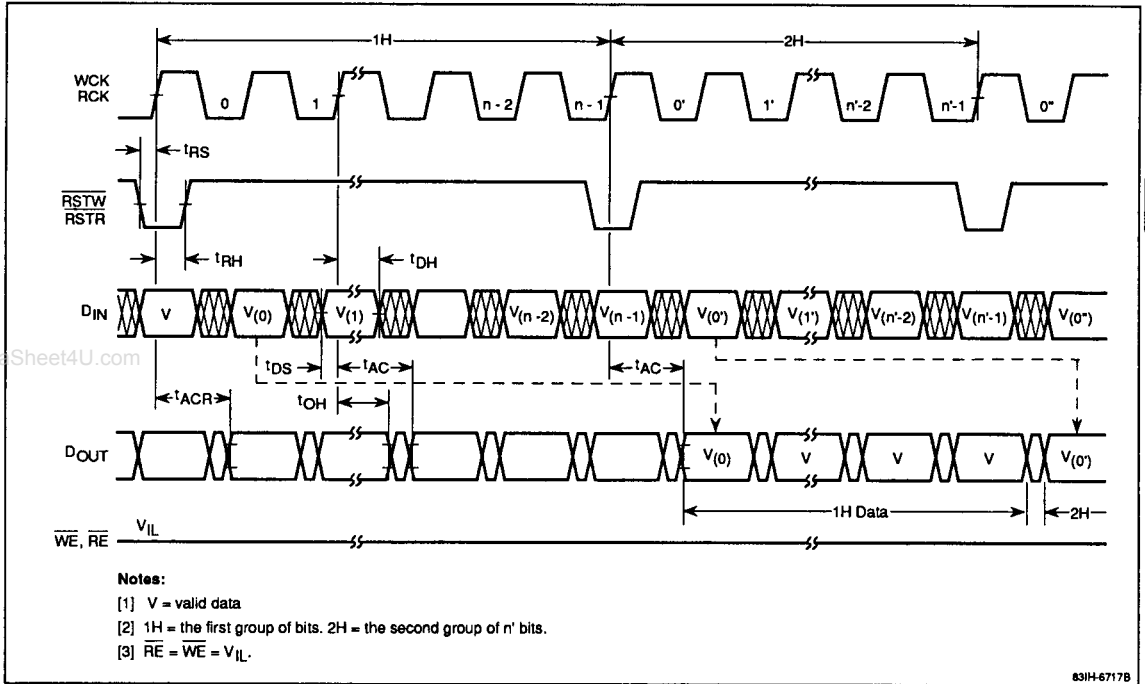 1H 2H
WCK
RCK
0 1 n - 2 n - 1 0' 1' n'-2 n'-1 0"
tRS
RSTW
RSTR
tRH tDH
DIN V V(0) V(1) V(n -2) V(n -1) V(0') V(1') V(n'-2) V(n'-1) V(0")
aSheet4U.com
tDS tAC tAC
tACR tOH
DOUT V(0) V V V V(0')
1H Data 2H
WE, RE VIL
Notes:
[1] V = valid data
[2] 1H = the first group of bits. 2H = the second group of n' bits.
[3] RE = WE = VIL.
83IH-6717B